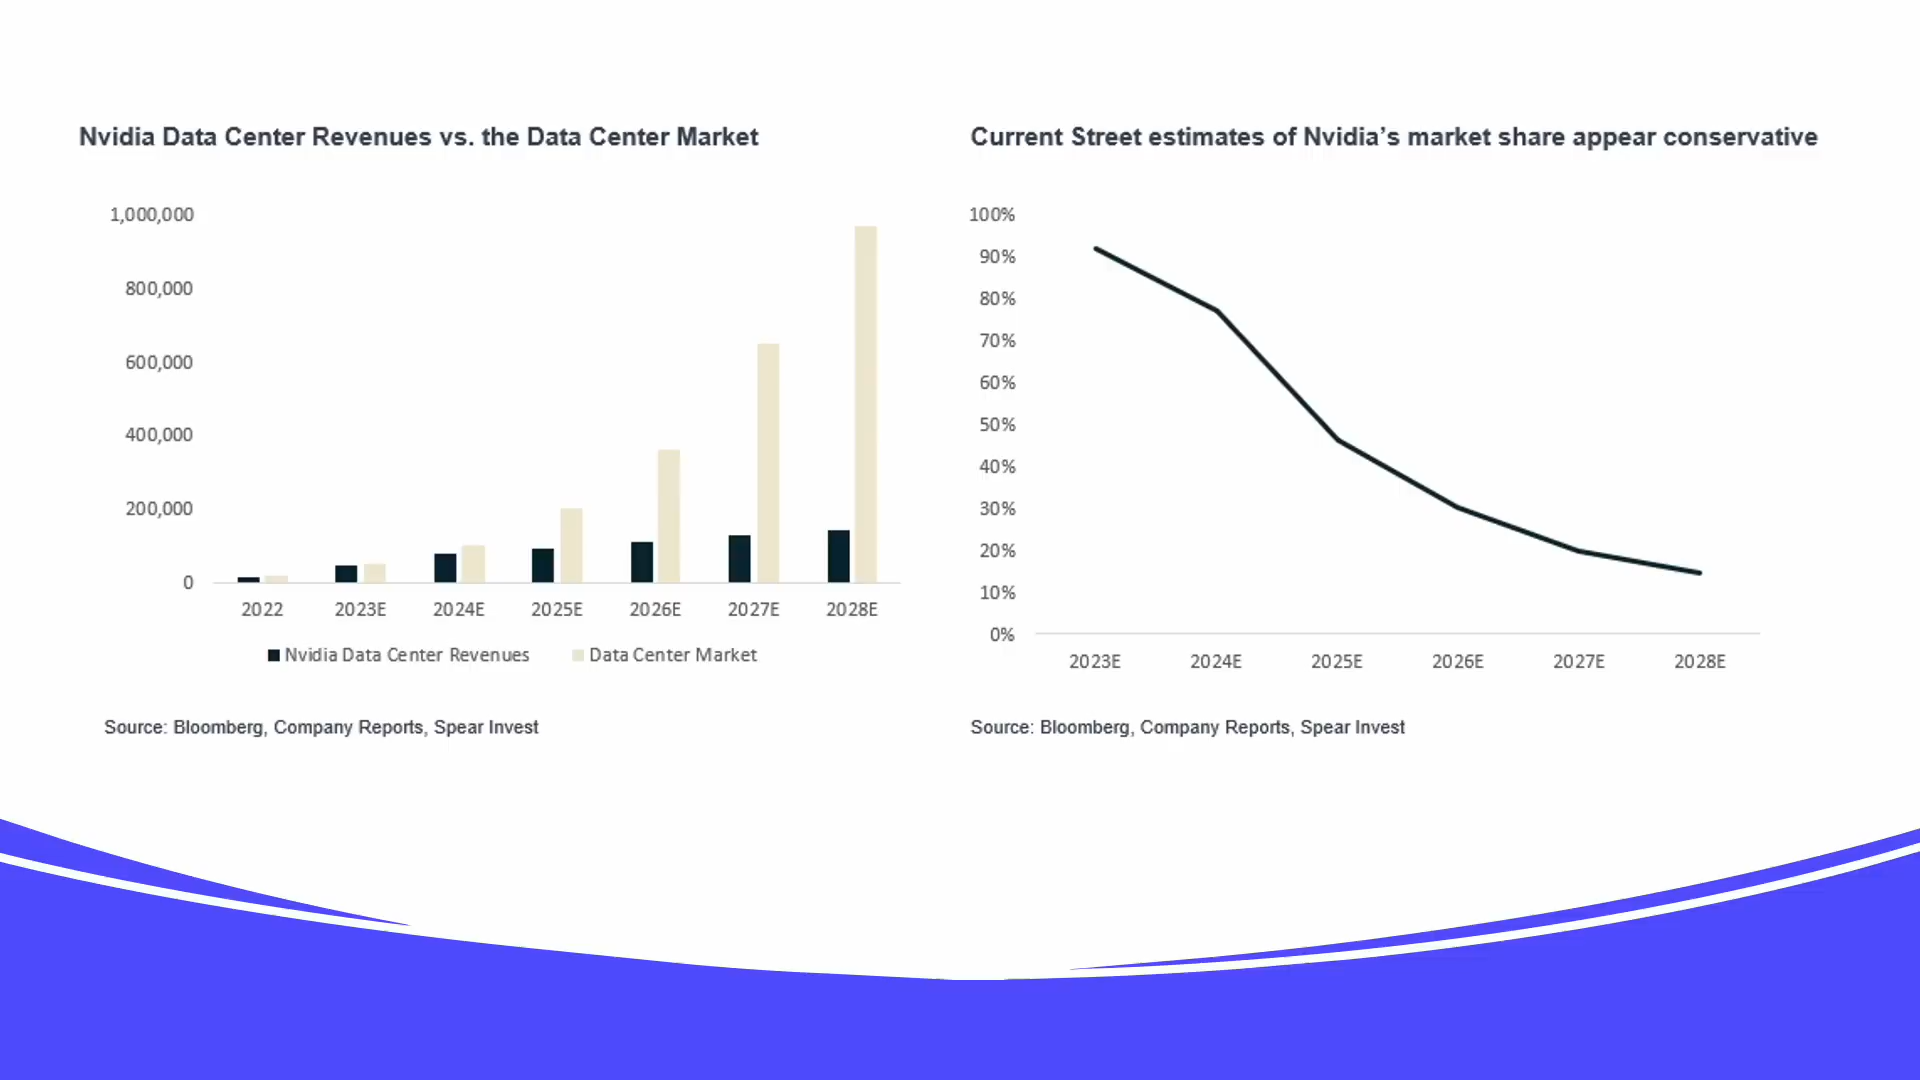 Nvidia Data Center Revenues vs. the Data Center Market
1,000,000
800,000
600,000
400,000
200,000
0
2022 2023E 2024E 2025E 2026E 2027E 2028E
Nvidia Data Center Revenues Data Center Market
Source: Bloomberg, Company Reports, Spear Invest
Current Street estimates of Nvidia’s market share appear conservative
100%
90%
80%
70%
60%
50%
40%
30%
20%
10%
0%
2023E 2024E 2025E 2026E 2027E 2028E
Source: Bloomberg, Company Reports, Spear Invest